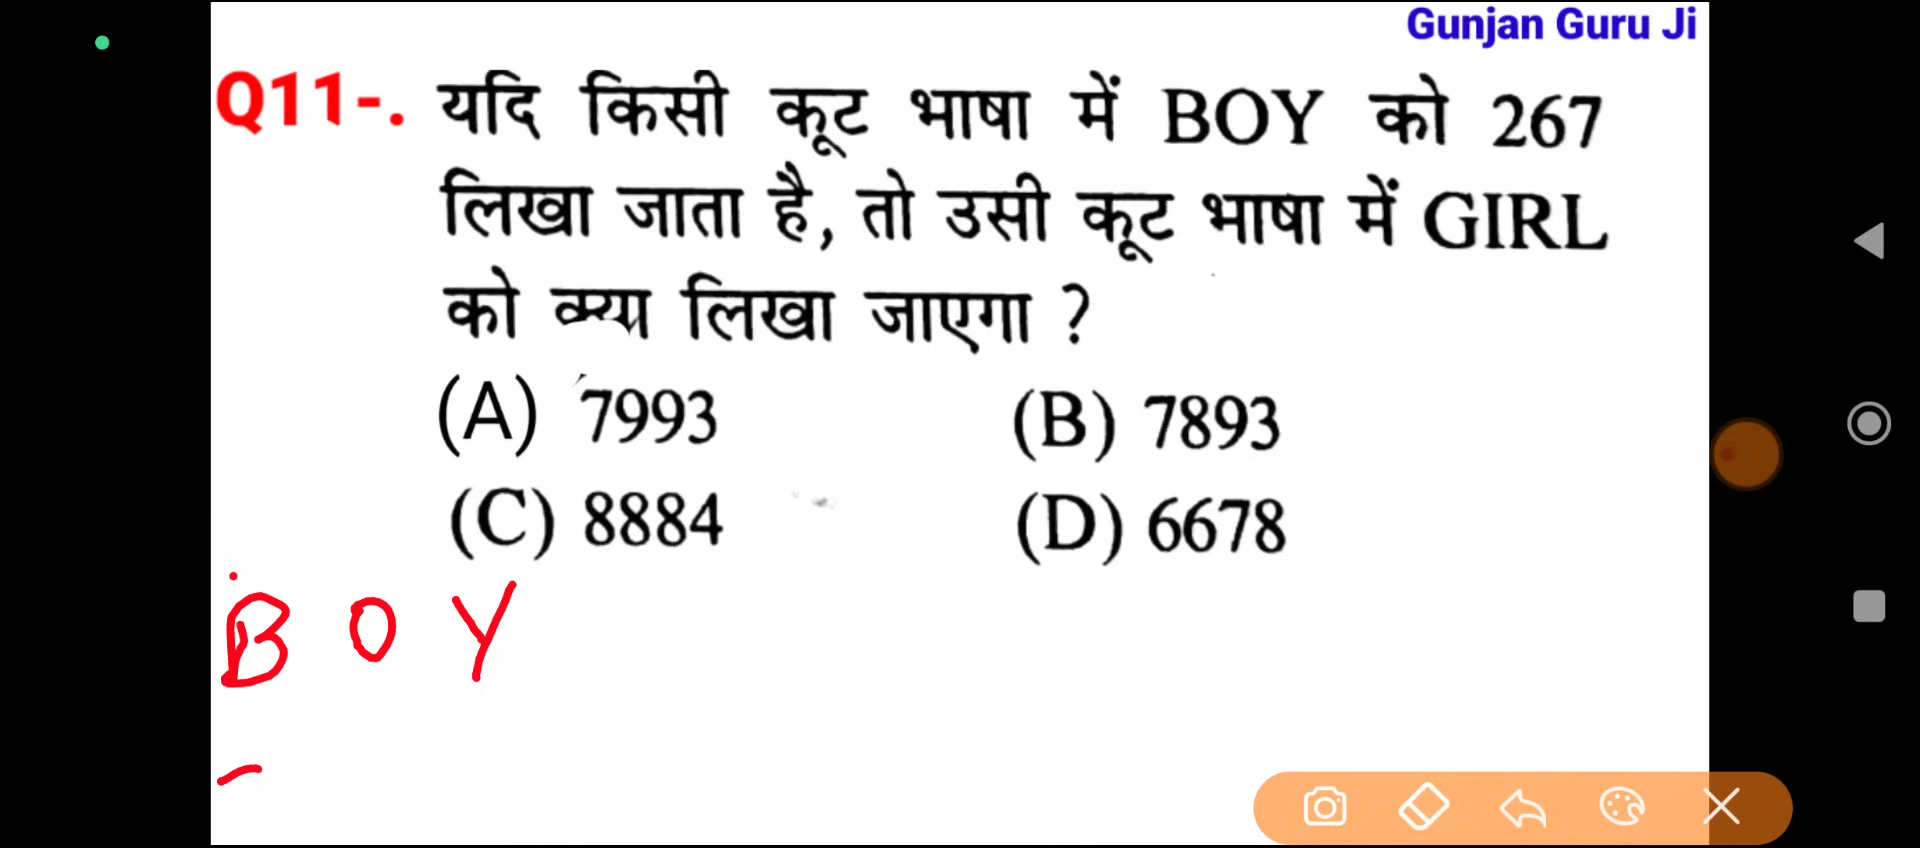 Gunjan Guru Ji
Q11-. यदि किसी कूट भाषा में BOY को 267
लिखा जाता है, तो उसी कूट भाषा में GIRL
को क्या लिखा जाएगा ?
(A) 7993 (B) 7893
(C) 8884 (D) 6678
B O Y